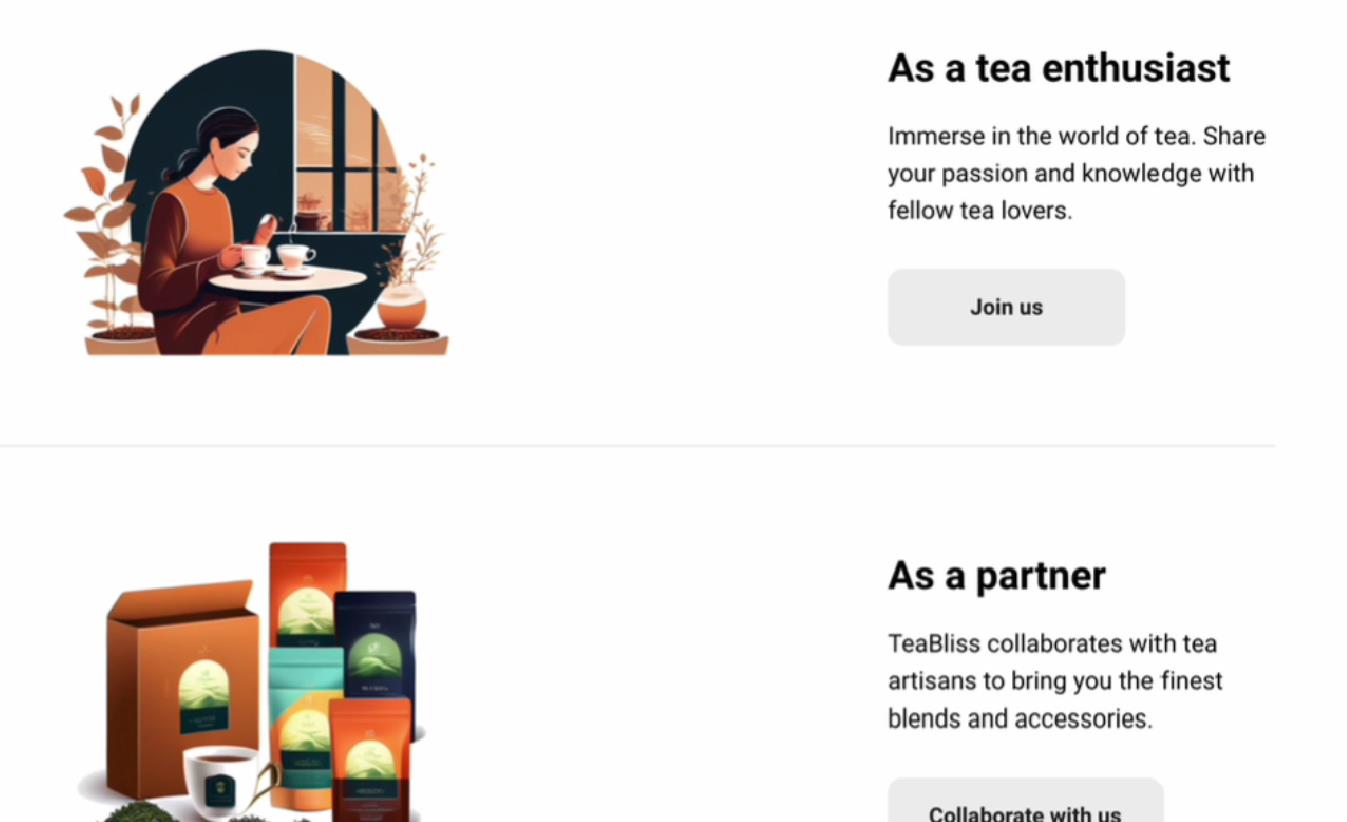 As a tea enthusiast
Immerse in the world of tea. Share
your passion and knowledge with
fellow tea lovers.
Join us
As a partner
TeaBliss collaborates with tea
artisans to bring you the finest
blends and accessories.
Collaborate with us